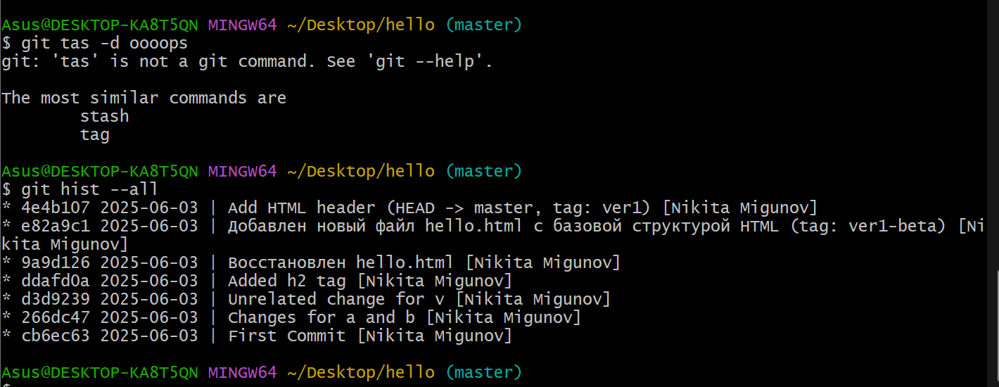 Asus@DESKTOP-KA8T5QN MINGW64 ~/Desktop/hello (master)
$ git tas -d oooops
git: 'tas' is not a git command. See 'git --help'.
The most similar commands are
stash
tag
Asus@DESKTOP-KA8T5QN MINGW64 ~/Desktop/hello (master)
$ git hist --all
* 4e4b107 2025-06-03 | Add HTML header (HEAD -> master, tag: ver1) [Nikita Migunov]
* e82a9c1 2025-06-03 | Добавлен новый файл hello.html с базовой структурой HTML (tag: ver1-beta) [Ni
kita Migunov]
* 9a9d126 2025-06-03 | Восстановлен hello.html [Nikita Migunov]
* ddafd0a 2025-06-03 | Added h2 tag [Nikita Migunov]
* d3d9239 2025-06-03 | Unrelated change for v [Nikita Migunov]
* 266dc47 2025-06-03 | Changes for a and b [Nikita Migunov]
* cb6ec63 2025-06-03 | First Commit [Nikita Migunov]
Asus@DESKTOP-KA8T5QN MINGW64 ~/Desktop/hello (master)